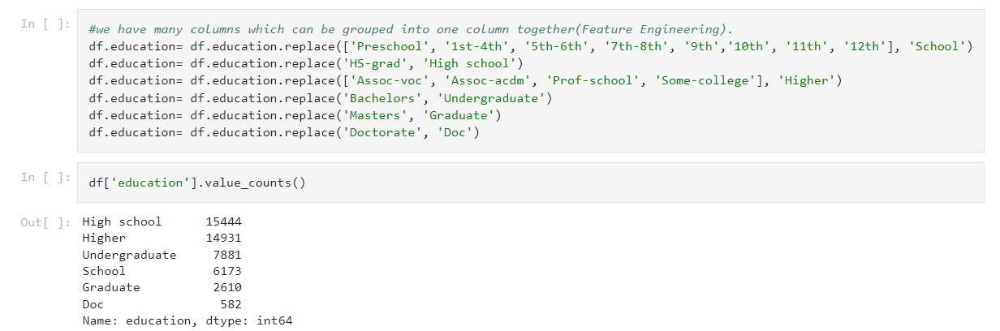 In [ ]:
#we have many columns which can be grouped into one column together(Feature Engineering).
df.education= df.education.replace(['Preschool', '1st-4th', '5th-6th', '7th-8th', '9th','10th', '11th', '12th'], 'School')
df.education= df.education.replace('HS-grad', 'High school')
df.education= df.education.replace(['Assoc-voc', 'Assoc-acdm', 'Prof-school', 'Some-college'], 'Higher')
df.education= df.education.replace('Bachelors', 'Undergraduate')
df.education= df.education.replace('Masters', 'Graduate')
df.education= df.education.replace('Doctorate', 'Doc')
In [ ]:
df['education'].value_counts()
Out[ ]:
High school      15444
Higher           14931
Undergraduate     7881
School            6173
Graduate          2610
Doc                582
Name: education, dtype: int64